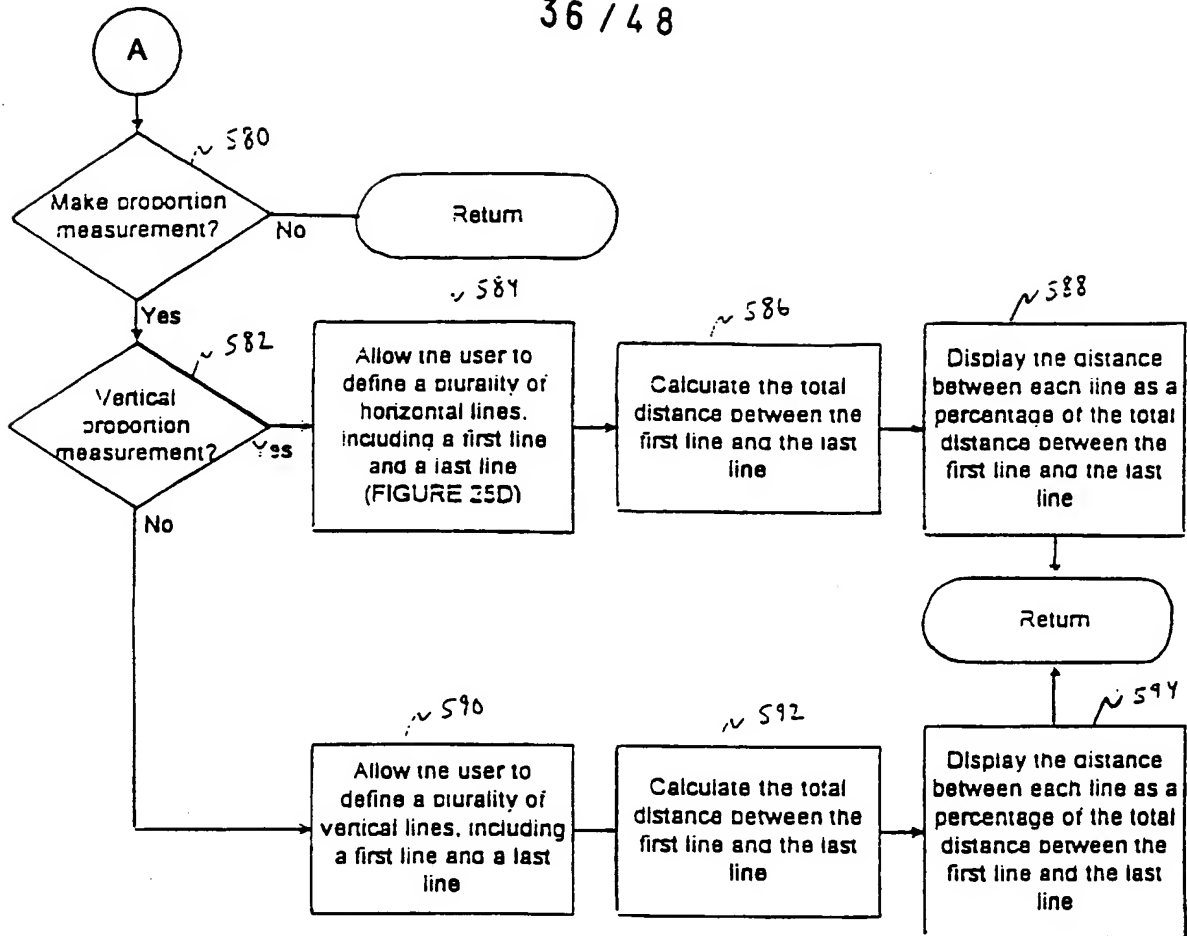 36 / 48
A
580
Make proportion
measurement?
No
Return
Yes
582
Vertical
proportion
measurement?
Yes
No
584
Allow the user to
define a plurality of
horizontal lines,
including a first line
and a last line
(FIGURE 25D)
586
Calculate the total
distance between the
first line and the last
line
588
Display the distance
between each line as a
percentage of the total
distance between the
first line and the last
line
Return
590
Allow the user to
define a plurality of
vertical lines, including
a first line and a last
line
592
Calculate the total
distance between the
first line and the last
line
594
Display the distance
between each line as a
percentage of the total
distance between the
first line and the last
line